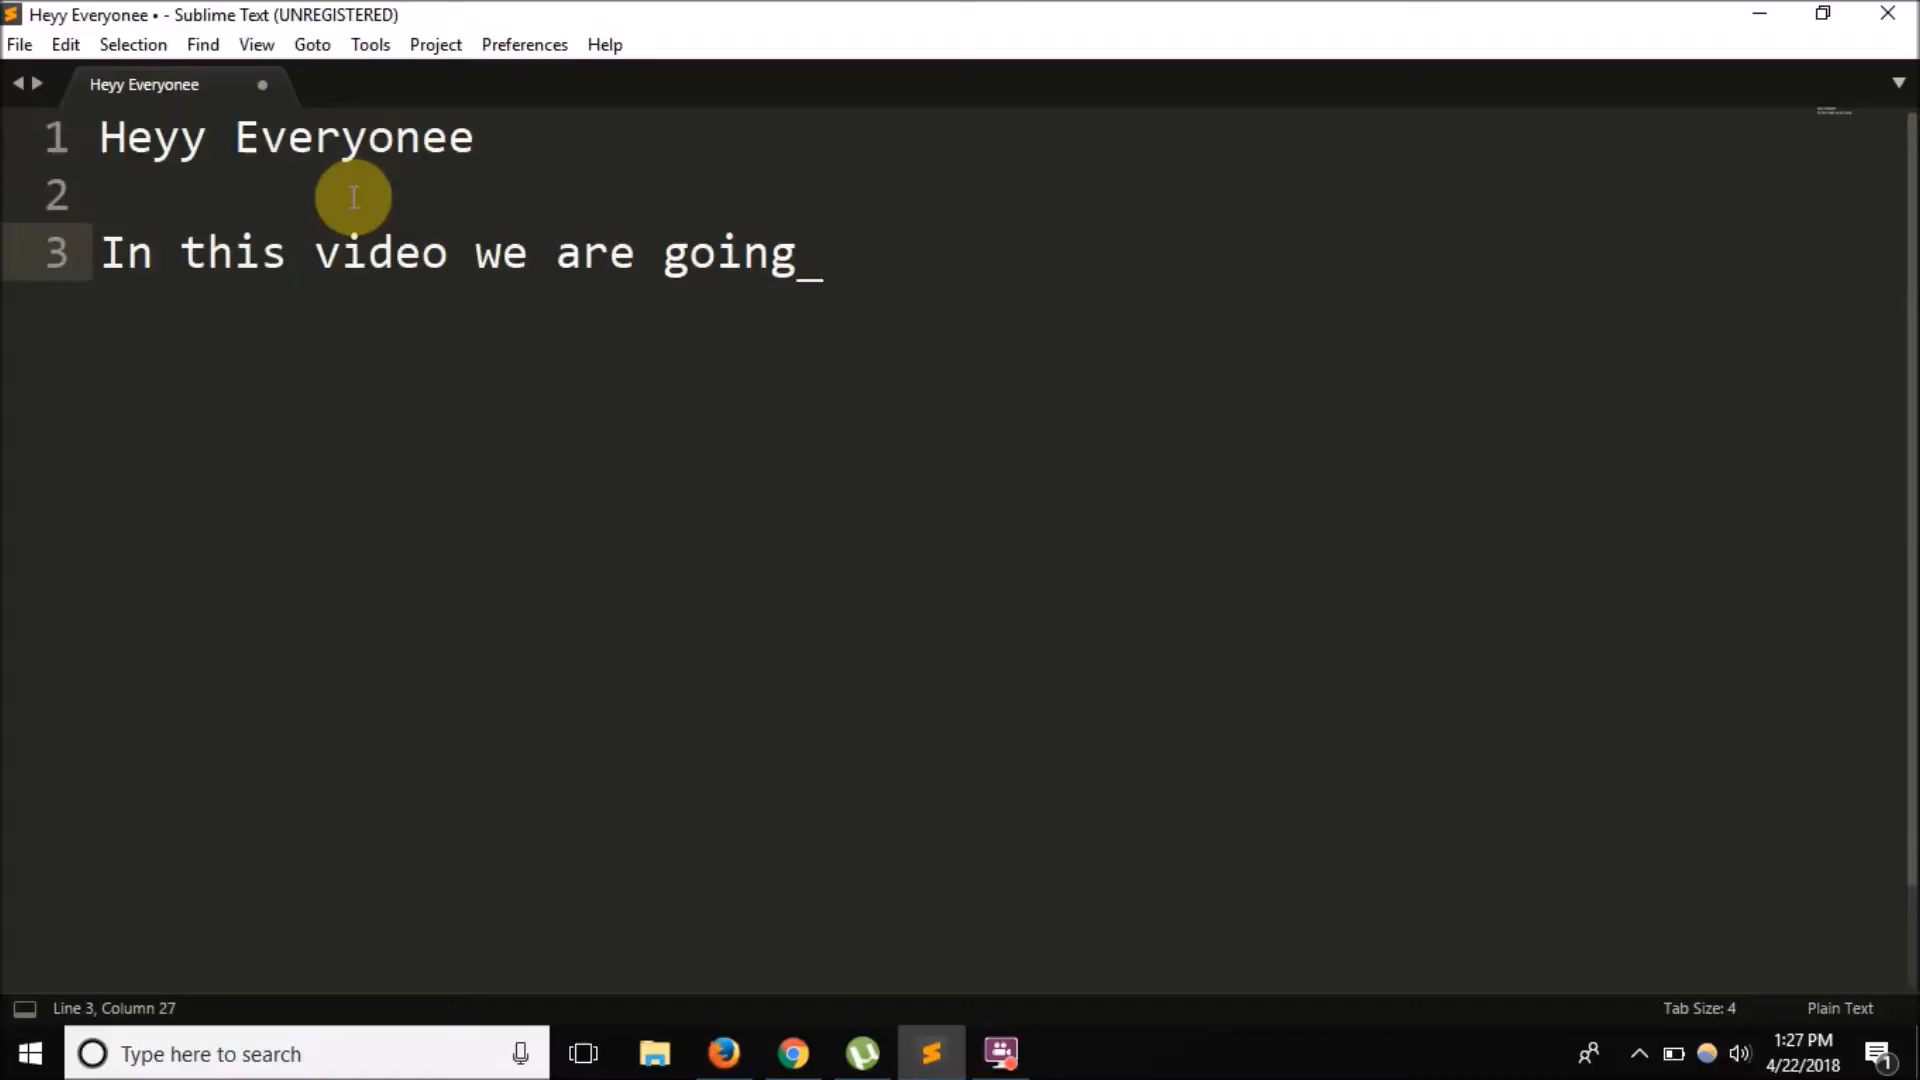 Heyy Everyonee • - Sublime Text (UNREGISTERED)
File Edit Selection Find View Goto Tools Project Preferences Help
Heyy Everyonee
1 Heyy Everyonee
2
3 In this video we are going_
Line 3, Column 27 Tab Size: 4 Plain Text
Type here to search
1:27 PM
4/22/2018
1